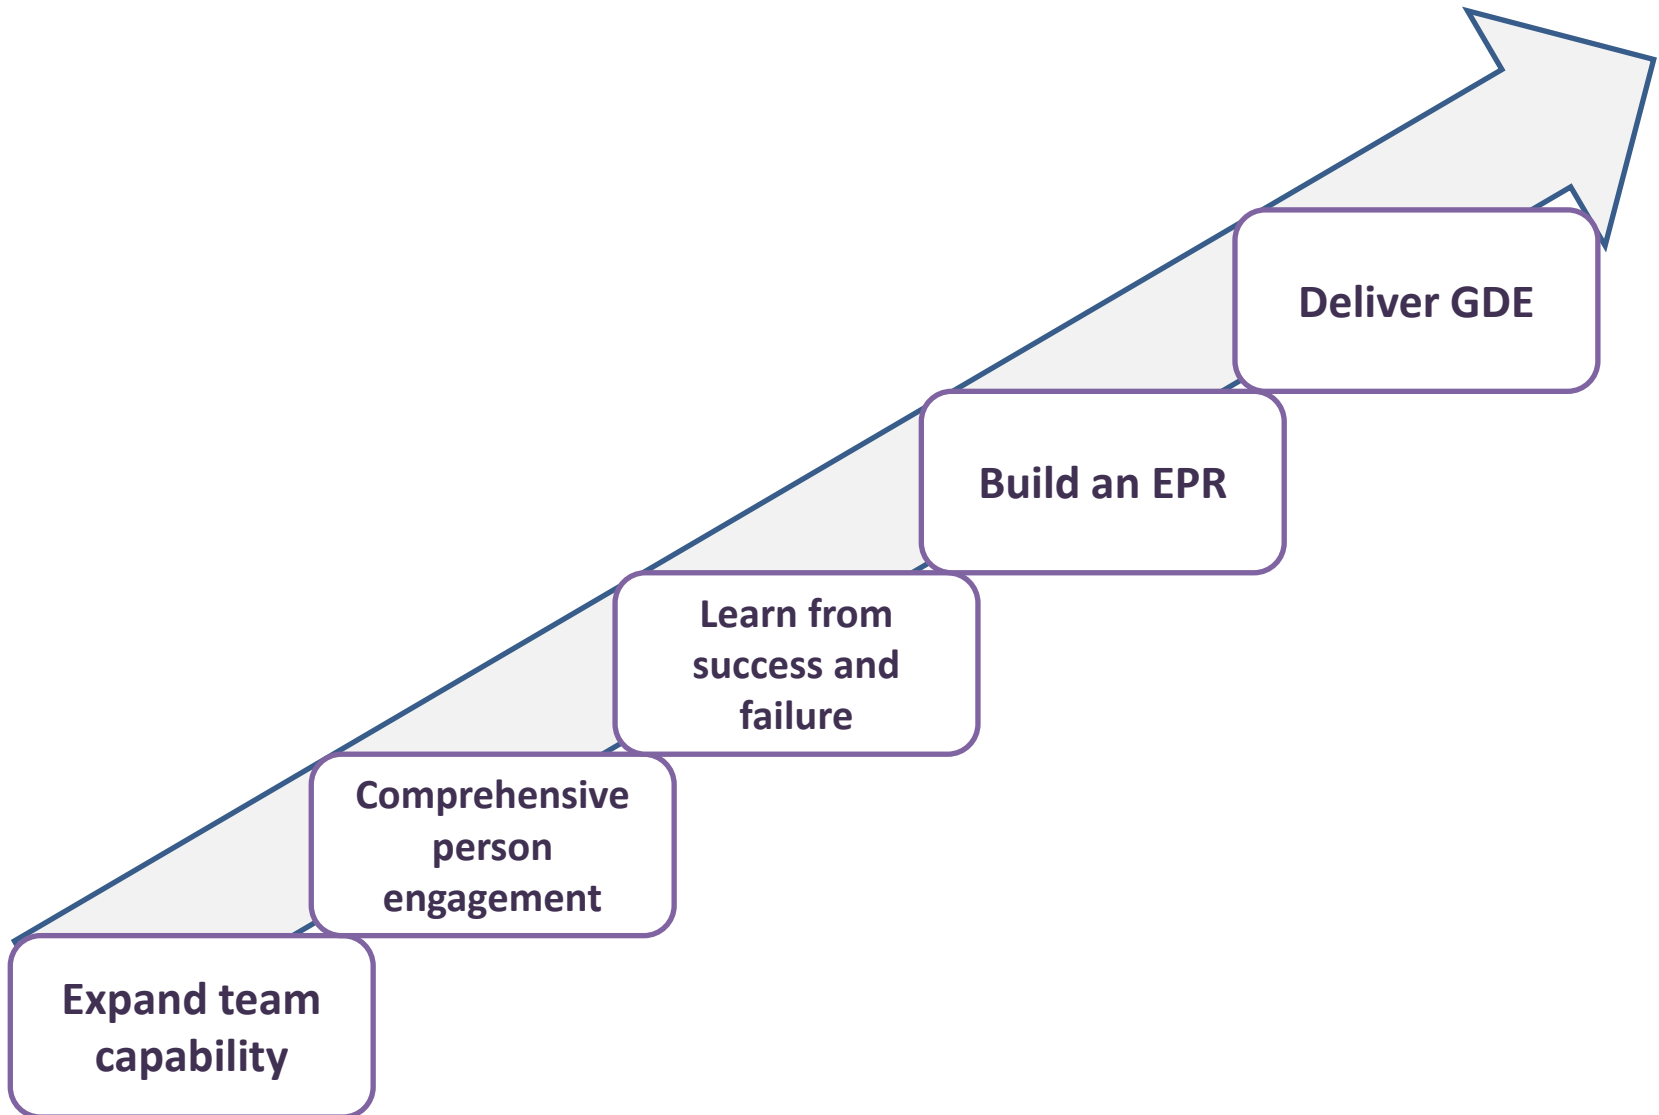 Deliver GDE
Build an EPR
Learn from
success and
failure
Comprehensive
person
engagement
Expand team
capability